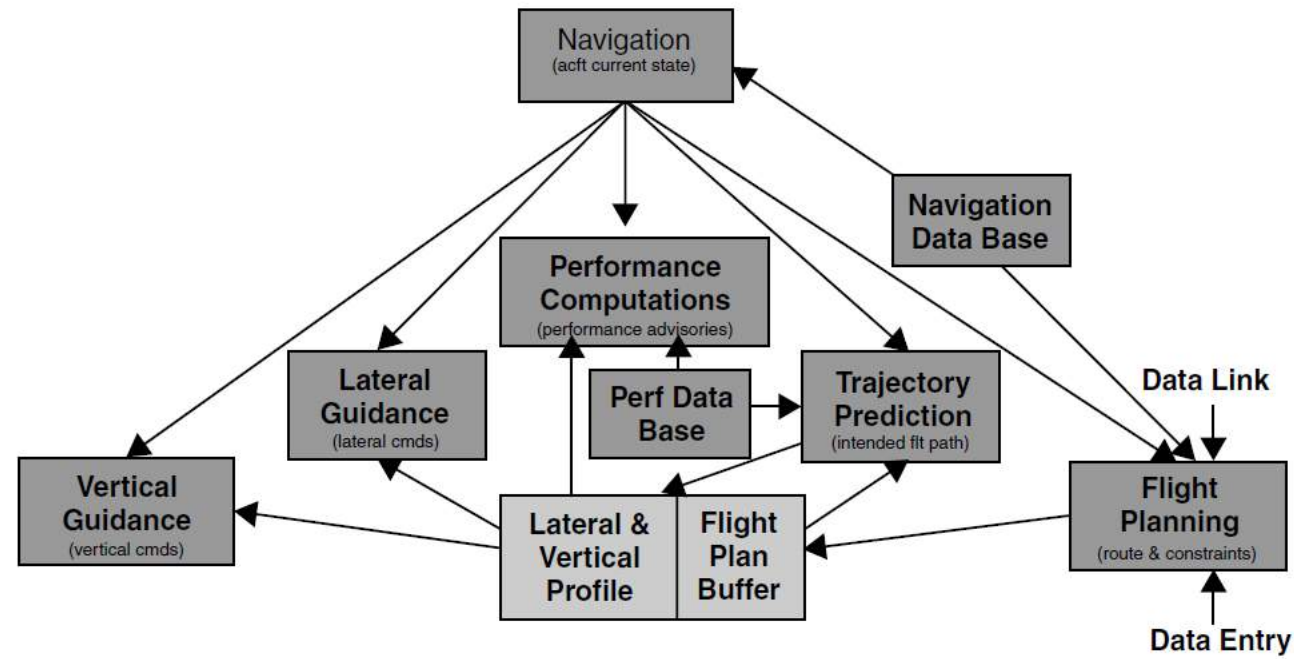 Navigation
(acft current state)
Navigation
Data Base
Performance
Computations
(performance advisories)
Lateral
Guidance
(lateral cmds)
Perf Data
Base
Trajectory
Prediction
(intended flt path)
Data Link
Vertical
Guidance
(vertical cmds)
Lateral &
Vertical
Profile
Flight
Plan
Buffer
Flight
Planning
(route & constraints)
Data Entry